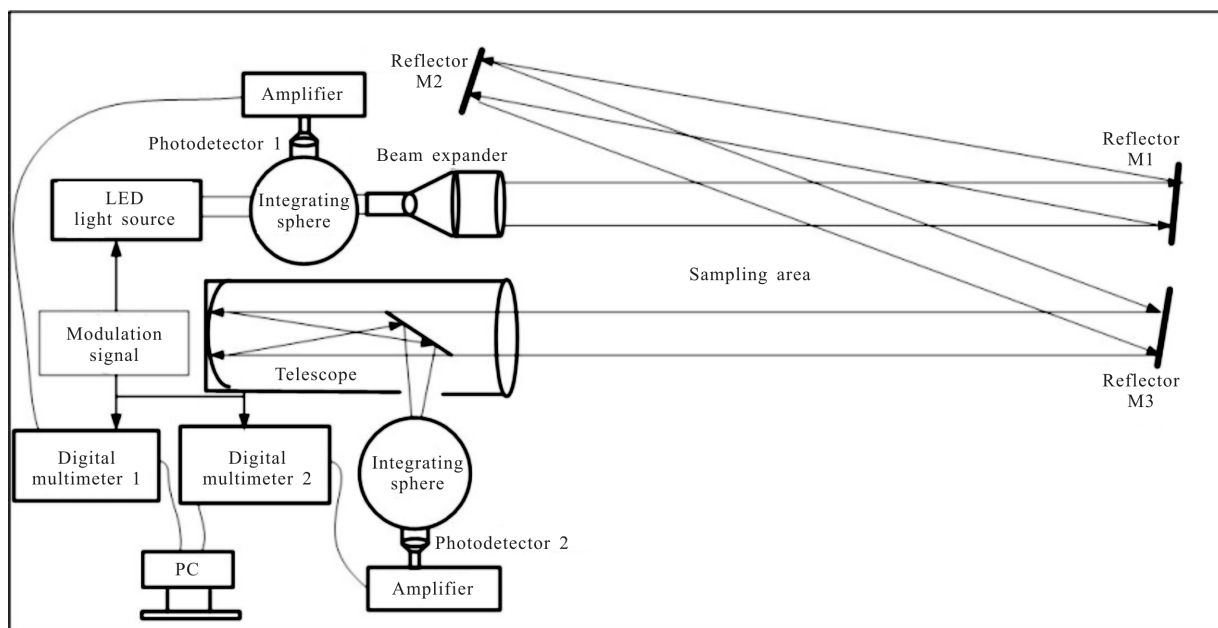 Amplifier
Reflector
M2
Photodetector 1
Beam expander
Reflector
M1
LED
light source
Integrating
sphere
Sampling area
Modulation
signal
Telescope
Reflector
M3
Digital
multimeter 1
Digital
multimeter 2
Integrating
sphere
Photodetector 2
PC
Amplifier